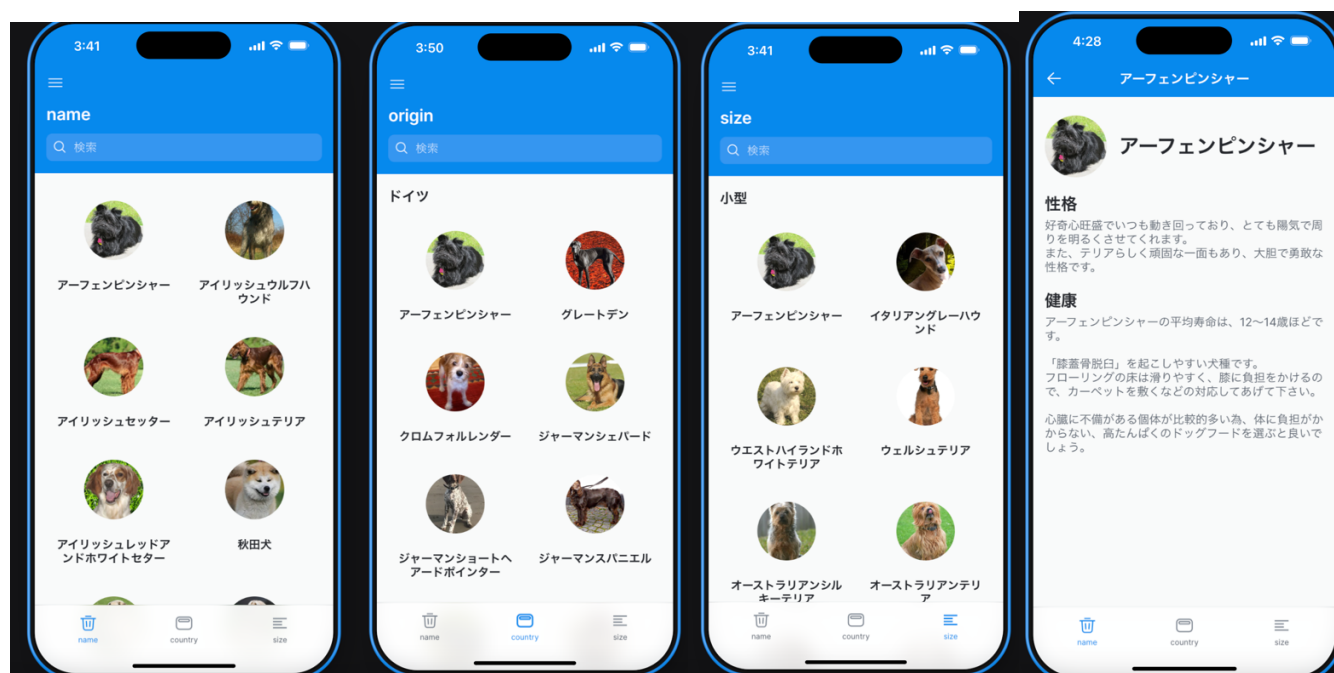 3:41
name
検索
アーフェンピンシャー
アイリッシュウルフハ
ウンド
アイリッシュセッター
アイリッシュテリア
アイリッシュレッドア
ンドホワイトセター
秋田犬
name
country
size
3:50
origin
検索
ドイツ
アーフェンピンシャー
グレートデン
クロムフォルレンダー
ジャーマンシェパード
ジャーマンショートヘ
アードポインター
ジャーマンスパニエル
name
country
size
3:41
size
検索
小型
アーフェンピンシャー
イタリアングレーハウ
ンド
ウエストハイランドホ
ワイトテリア
ウェルシュテリア
オーストラリアンシル
キーテリア
オーストラリアンテリ
ア
name
country
size
4:28
アーフェンピンシャー
アーフェンピンシャー
性格
好奇心旺盛でいつも動き回っており、とても陽気で周
りを明るくさせてくれます。
また、テリアらしく頑固な一面もあり、大胆で勇敢な
性格です。
健康
アーフェンピンシャーの平均寿命は、12〜14歳ほどで
す。
「膝蓋骨脱臼」を起こしやすい犬種です。
フローリングの床は滑りやすく、膝に負担をかけるの
で、カーペットを敷くなどの対応してあげて下さい。
心臓に不備がある個体が比較的多い為、体に負担がか
からない、高たんぱくのドッグフードを選ぶと良いで
しょう。
name
country
size